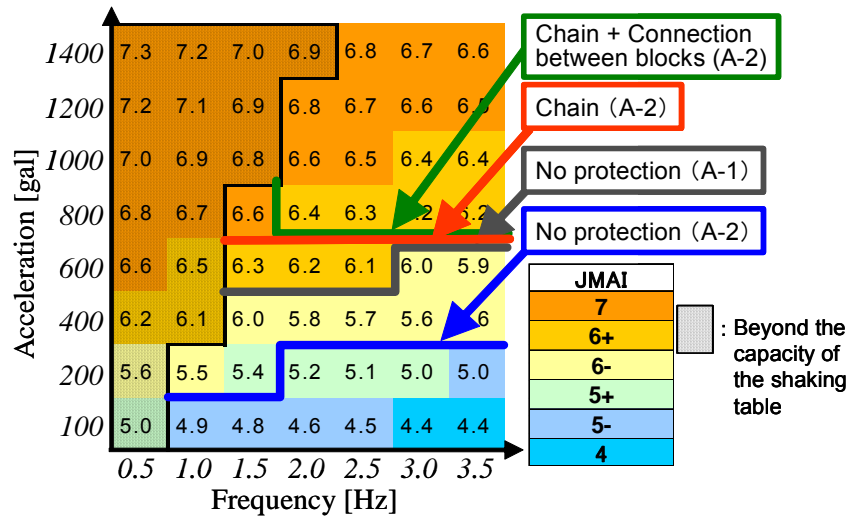 Chain + Connection
between blocks (A-2)
Chain（A-2）
No protection（A-1）
No protection（A-2）
Acceleration [gal]
1400 7.3 7.2 7.0 6.9 6.8 6.7 6.6
1200 7.2 7.1 6.9 6.8 6.7 6.6
1000 7.0 6.9 6.8 6.6 6.5 6.4 6.4
800 6.8 6.7 6.6 6.4 6.3
600 6.6 6.5 6.3 6.2 6.1 6.0 5.9
400 6.2 6.1 6.0 5.8 5.7 5.6 6
200 5.6 5.5 5.4 5.2 5.1 5.0 5.0
100 5.0 4.9 4.8 4.6 4.5 4.4 4.4
0.5 1.0 1.5 2.0 2.5 3.0 3.5
Frequency [Hz]
JMAI
7
6+
6-
5+
5-
4
: Beyond the
capacity of
the shaking
table